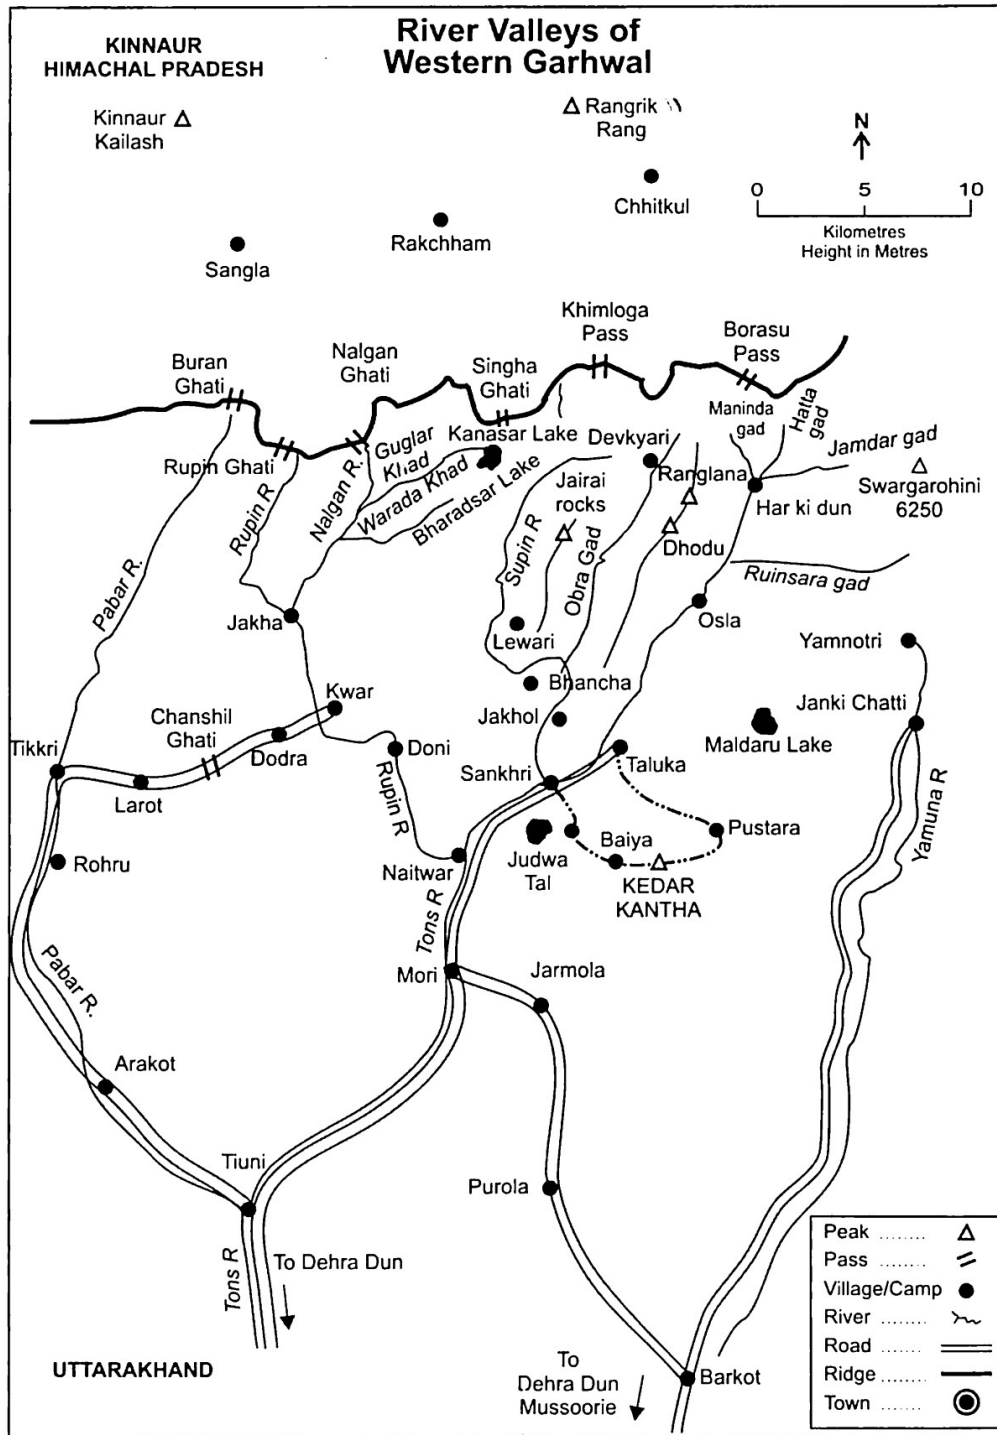 River Valleys of
Western Garhwal
KINNAUR
HIMACHAL PRADESH
Kinnaur
Kailash
Rangrik
Rang
N
Chhitkul
0 5 10
Kilometres
Height in Metres
Rakchham
Sangla
Khimloga
Pass
Borasu
Pass
Buran
Ghati
Nalgan
Ghati
Singha
Ghati
Maninda
gad
Hatta
gad
Rupin Ghati
Guglar
Khad
Kanasar Lake
Devkyari
Jamdar gad
Ranglana
Swargarohini
6250
Har ki dun
Rupin R
Nalgan R.
Warada Khad
Bharadsar Lake
Jairai
rocks
Supin R
Obra Gad
Dhodu
Ruinsara gad
Pabar R.
Jakha
Lewari
Osla
Yamnotri
Kwar
Bhancha
Janki Chatti
Chanshil
Ghati
Jakhol
Maldaru Lake
Tikkri
Dodra
Doni
Sankhri
Taluka
Larot
Rupin R
Yamuna R
Rohru
Naitwar
Judwa
Tal
Baiya
Pustara
KEDAR
KANTHA
Tons R
Pabar R.
Mori
Jarmola
Arakot
Tiuni
Purola
Tons R
To Dehra Dun
UTTARAKHAND
To
Dehra Dun
Mussoorie
Barkot
Peak ........
Pass ........
Village/Camp
River ........
Road ........
Ridge ........
Town .......